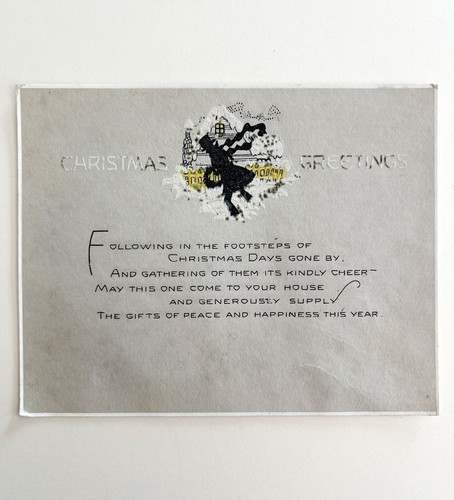 CHRISTMAS GREETINGS
FOLLOWING IN THE FOOTSTEPS OF
CHRISTMAS DAYS GONE BY,
AND GATHERING OF THEM ITS KINDLY CHEER–
MAY THIS ONE COME TO YOUR HOUSE
AND GENEROUSLY SUPPLY
THE GIFTS OF PEACE AND HAPPINESS THIS YEAR.